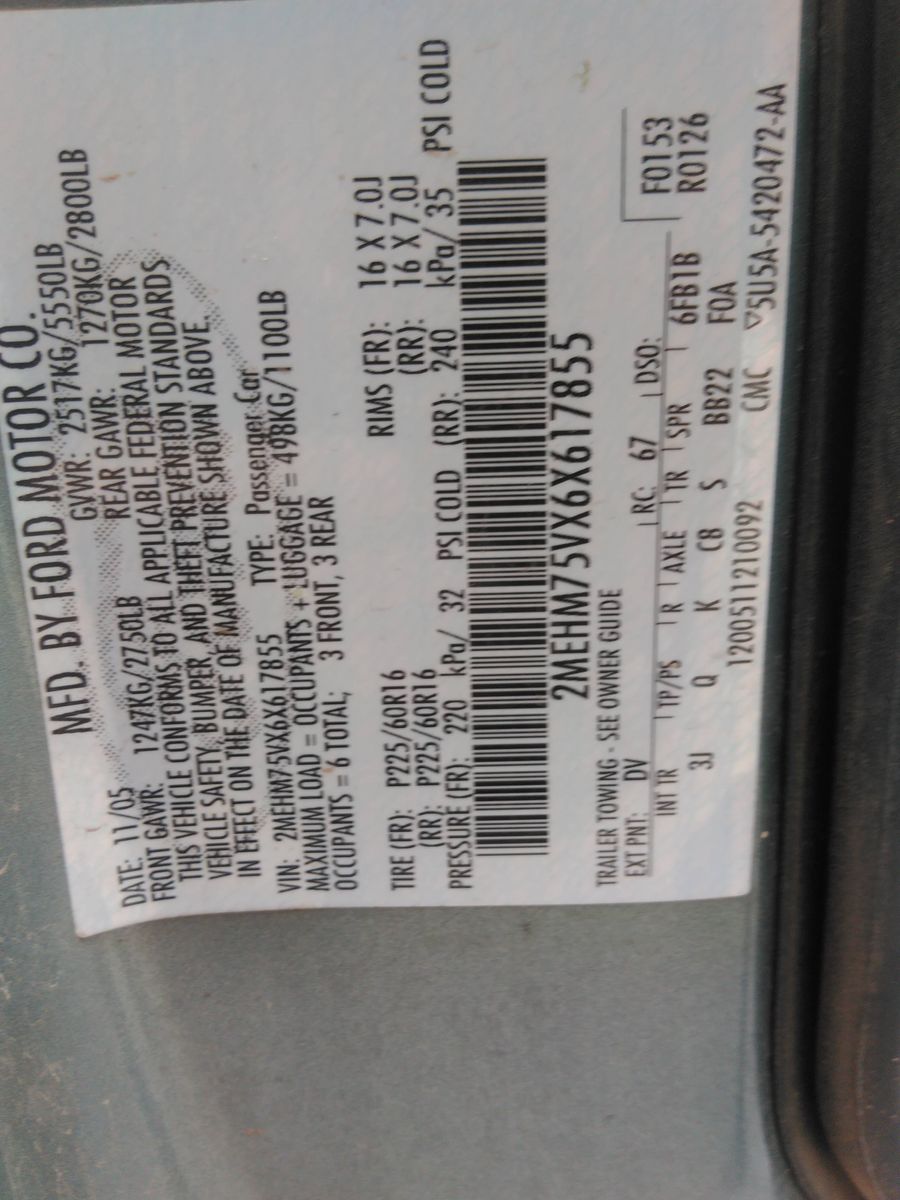 MFD. BY FORD MOTOR CO.
DATE: 11/05 GVWR: 2517KG/5550LB
FRONT GAWR: 1247KG/2750LB REAR GAWR: 1270KG/2800LB
THIS VEHICLE CONFORMS TO ALL APPLICABLE FEDERAL MOTOR
VEHICLE SAFETY, BUMPER, AND THEFT PREVENTION STANDARDS
IN EFFECT ON THE DATE OF MANUFACTURE SHOWN ABOVE.
VIN: 2MEHM75VX6X617855 TYPE: Passenger Car
MAXIMUM LOAD = OCCUPANTS + LUGGAGE = 498KG/1100LB
OCCUPANTS = 6 TOTAL, 3 FRONT, 3 REAR
TIRE (FR): P225/60R16 RIMS (FR): 16 X 7.0J
(RR): P225/60R16 (RR): 16 X 7.0J
PRESSURE (FR): 220 kPa/ 32 PSI COLD (RR): 240 kPa/ 35 PSI COLD
2MEHM75VX6X617855
TRAILER TOWING - SEE OWNER GUIDE
EXT PNT: DV RC: 67 DSO: F0153
INT TR TP/PS R AXLE TR SPR 6FB1B R0126
3J Q K C8 S BB22 F0A
1200511210092 CMC ▽5U5A-5420472-AA